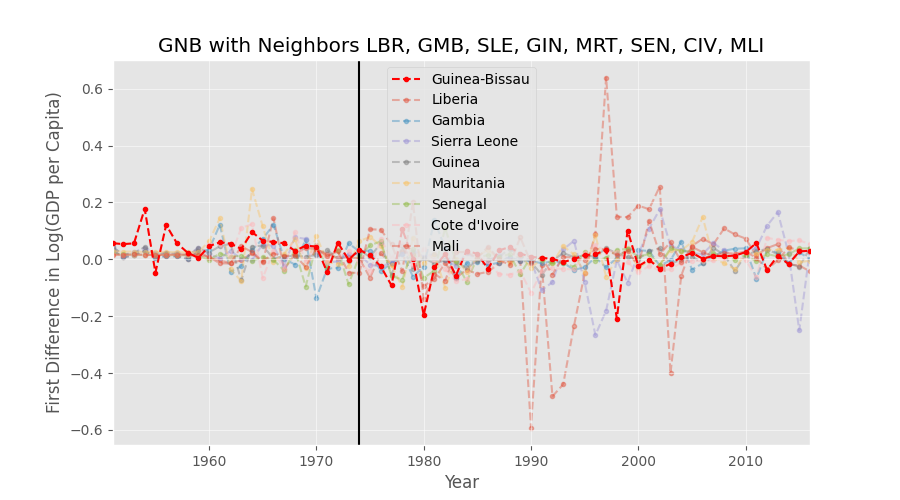 GNB with Neighbors LBR, GMB, SLE, GIN, MRT, SEN, CIV, MLI
First Difference in Log(GDP per Capita)
0.6
0.4
0.2
0.0
−0.2
−0.4
−0.6
Guinea-Bissau
Liberia
Gambia
Sierra Leone
Guinea
Mauritania
Senegal
Cote d'Ivoire
Mali
1960
1970
1980
1990
2000
2010
Year